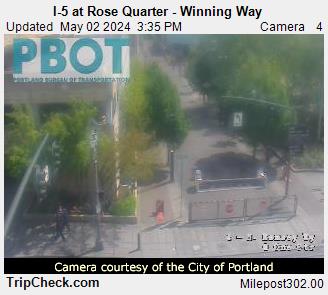 I-5 at Rose Quarter - Winning Way
Updated May 02 2024 3:35 PM Camera 4
PBOT
PORTLAND BUREAU OF TRANSPORTATION
Camera courtesy of the City of Portland
TripCheck.com Milepost302.00